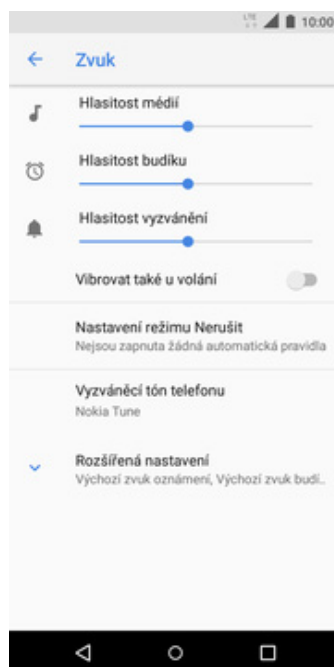 LTE 10:00
Zvuk
Hlasitost médií
Hlasitost budíku
Hlasitost vyzvánění
Vibrovat také u volání
Nastavení režimu Nerušit
Nejsou zapnuta žádná automatická pravidla
Vyzváněcí tón telefonu
Nokia Tune
Rozšířená nastavení
Výchozí zvuk oznámení, Výchozí zvuk budí..